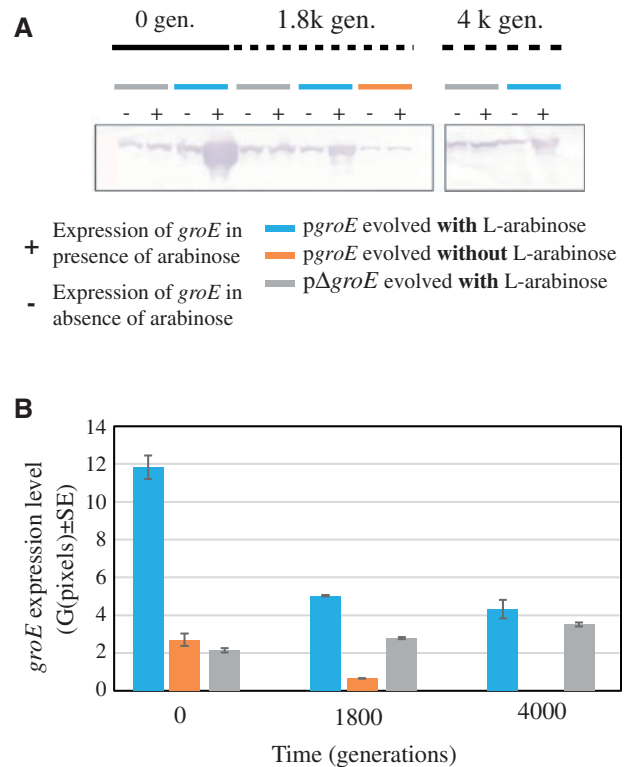 A
0 gen. 1.8k gen. 4 k gen.
- + - + - + - + - + - + - +
+ Expression of groE in presence of arabinose
- Expression of groE in absence of arabinose
pgroE evolved with L-arabinose
pgroE evolved without L-arabinose
pΔgroE evolved with L-arabinose
B
groE expression level
(G(pixels)±SE)
14
12
10
8
6
4
2
0
0 1800 4000
Time (generations)